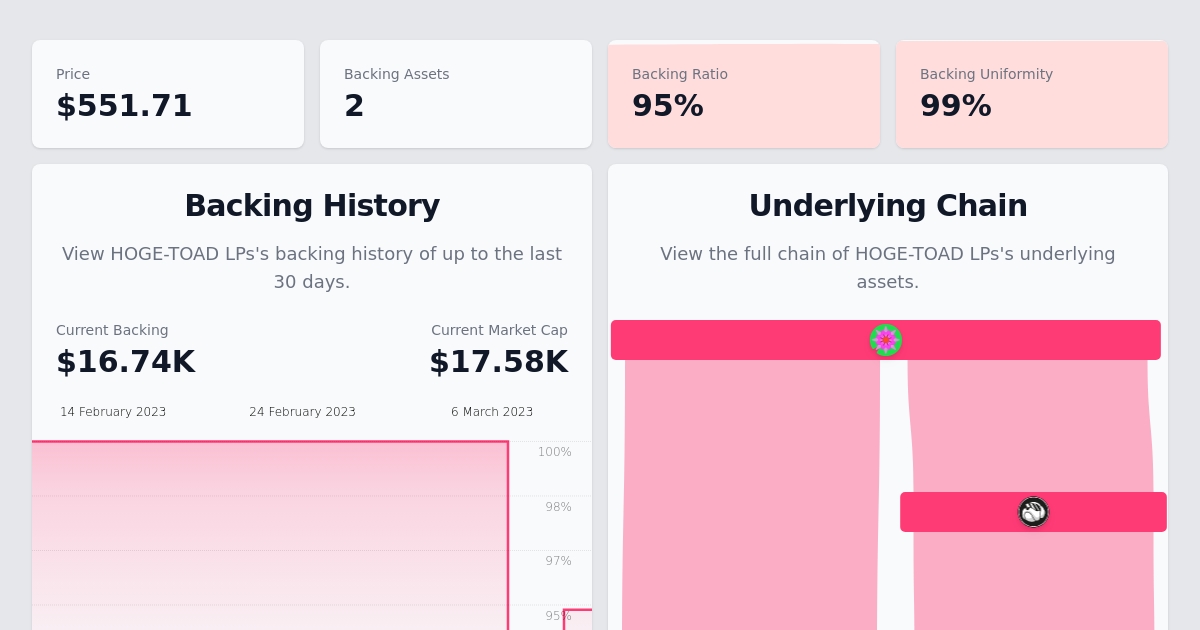 Price
$551.71
Backing Assets
2
Backing Ratio
95%
Backing Uniformity
99%
Backing History
View HOGE-TOAD LPs's backing history of up to the last
30 days.
Current Backing
$16.74K
Current Market Cap
$17.58K
14 February 2023
24 February 2023
6 March 2023
100%
98%
97%
95%
Underlying Chain
View the full chain of HOGE-TOAD LPs's underlying
assets.